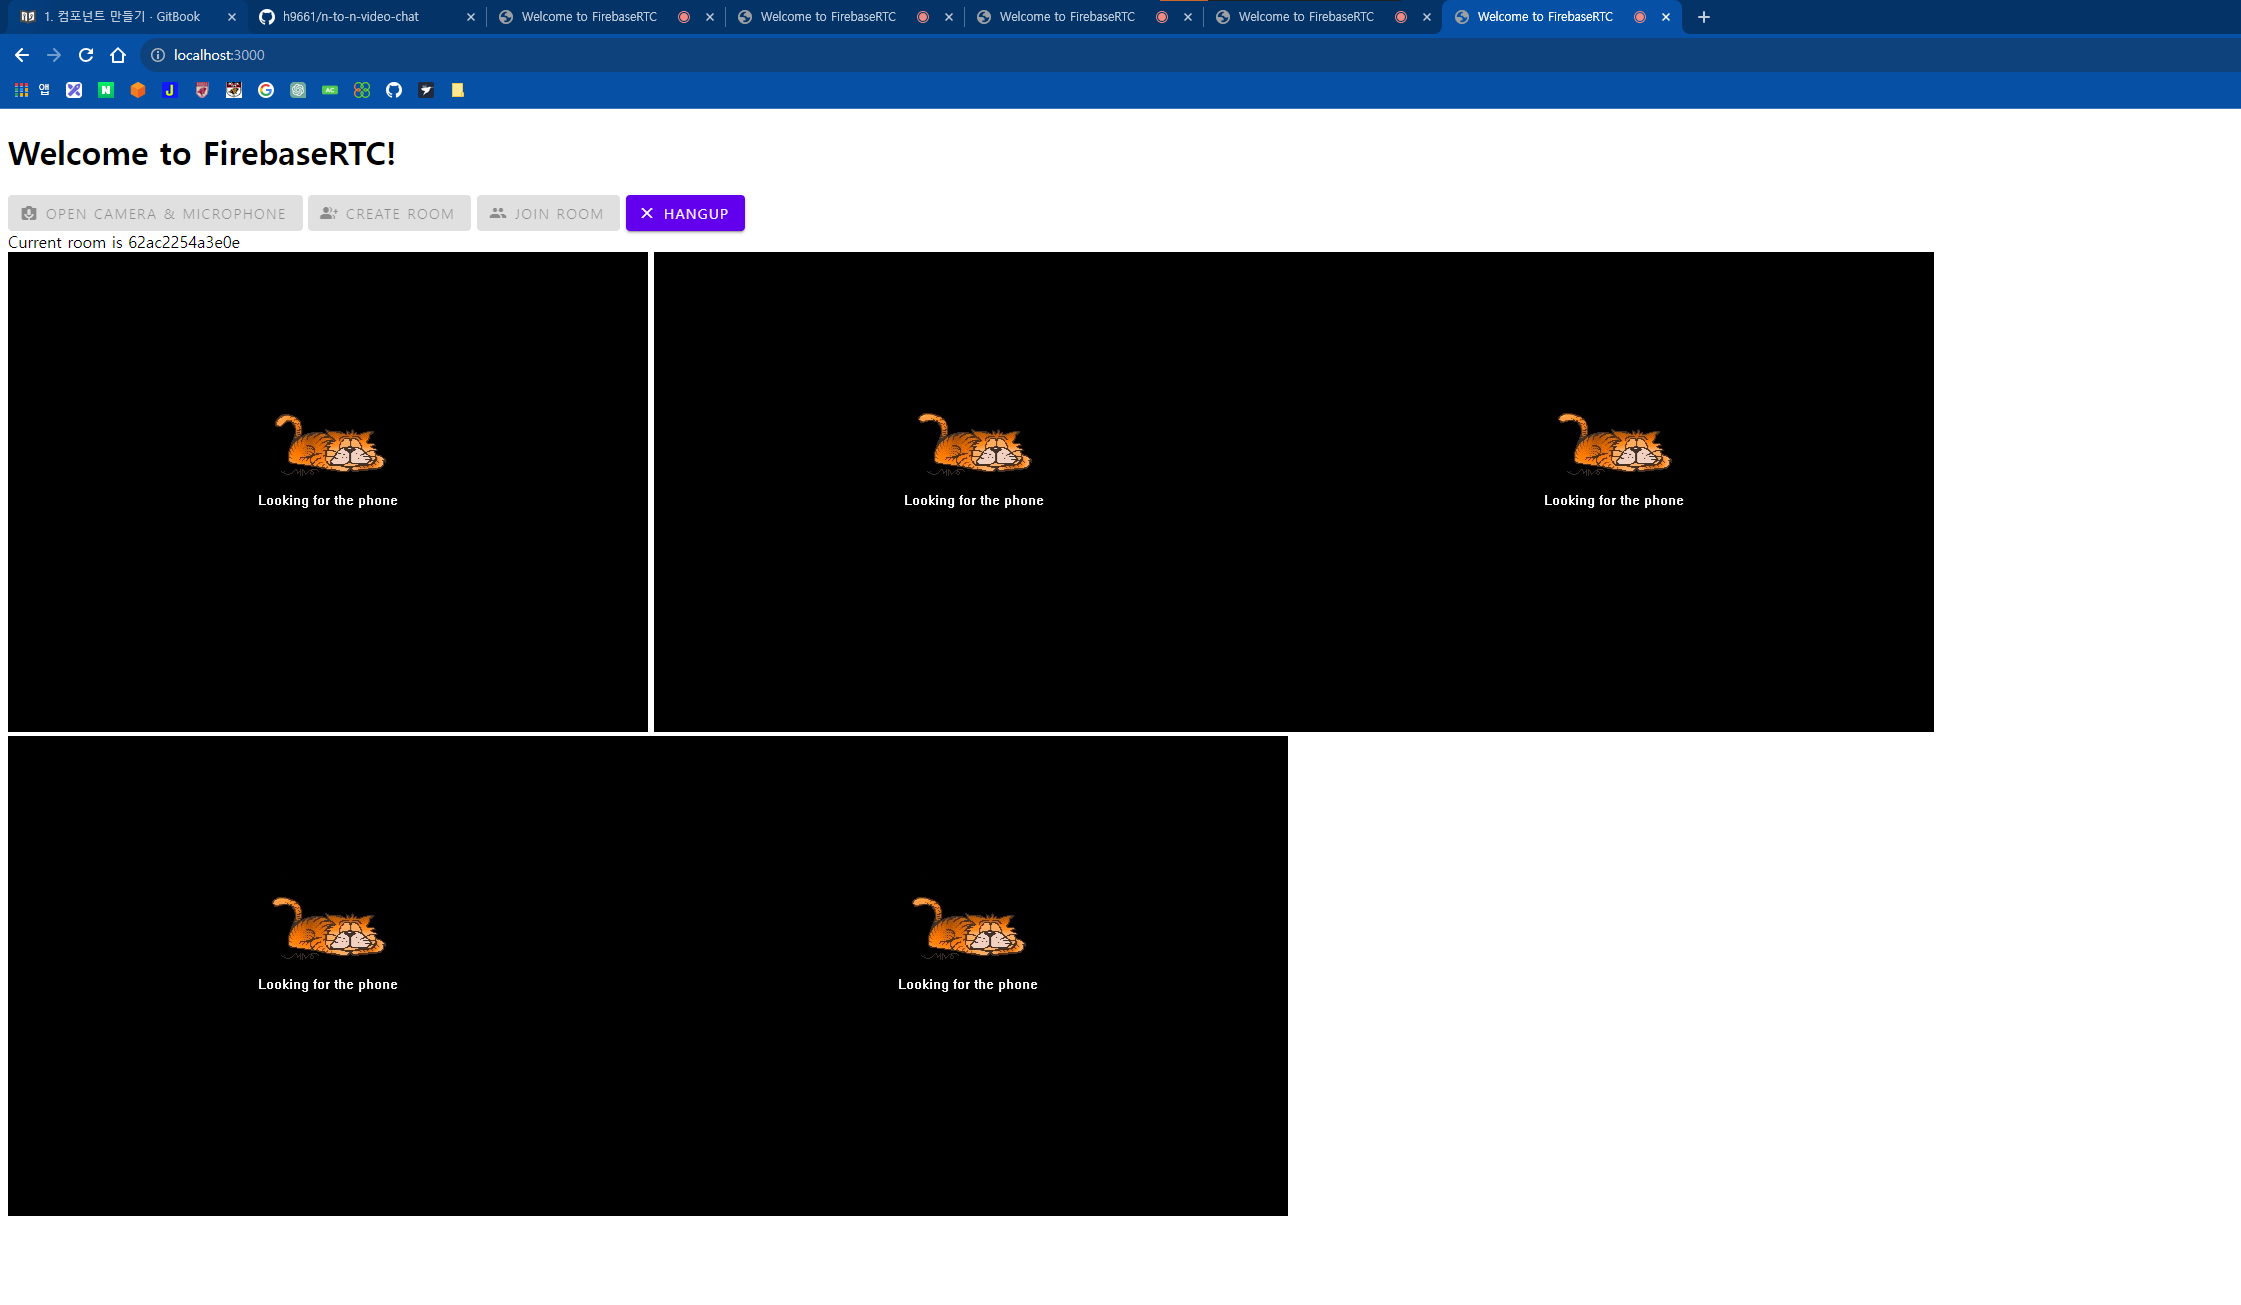 1. 컴포넌트 만들기 · GitBook
h9661/n-to-n-video-chat
Welcome to FirebaseRTC
Welcome to FirebaseRTC
Welcome to FirebaseRTC
Welcome to FirebaseRTC
Welcome to FirebaseRTC
localhost:3000
앱
N
J
G
AC
Welcome to FirebaseRTC!
OPEN CAMERA & MICROPHONE
CREATE ROOM
JOIN ROOM
HANGUP
Current room is 62ac2254a3e0e
Looking for the phone
Looking for the phone
Looking for the phone
Looking for the phone
Looking for the phone